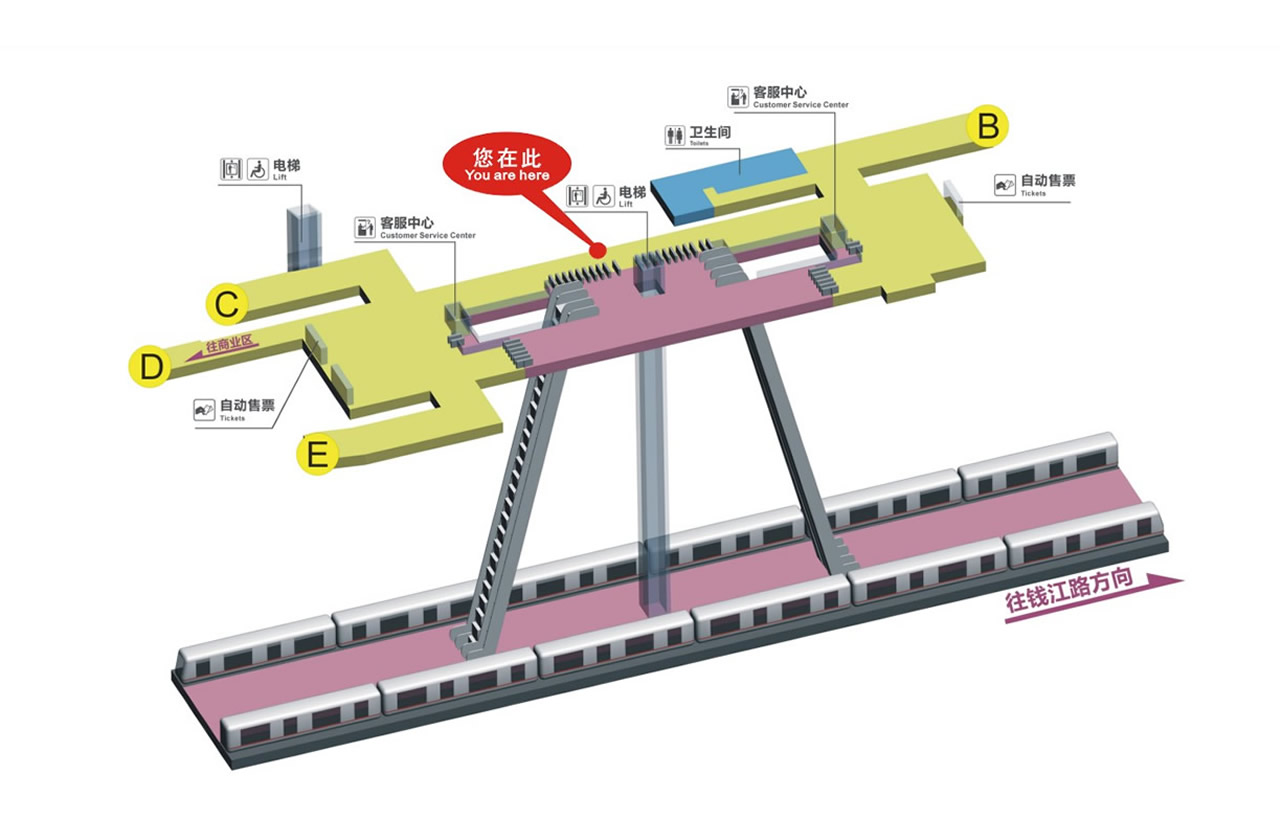 客服中心
Customer Service Center
B
卫生间
Toilets
您在此
You are here
电梯
Lift
电梯
Lift
自动售票
Tickets
客服中心
Customer Service Center
C
D
往商业区
自动售票
Tickets
E
往钱江路方向